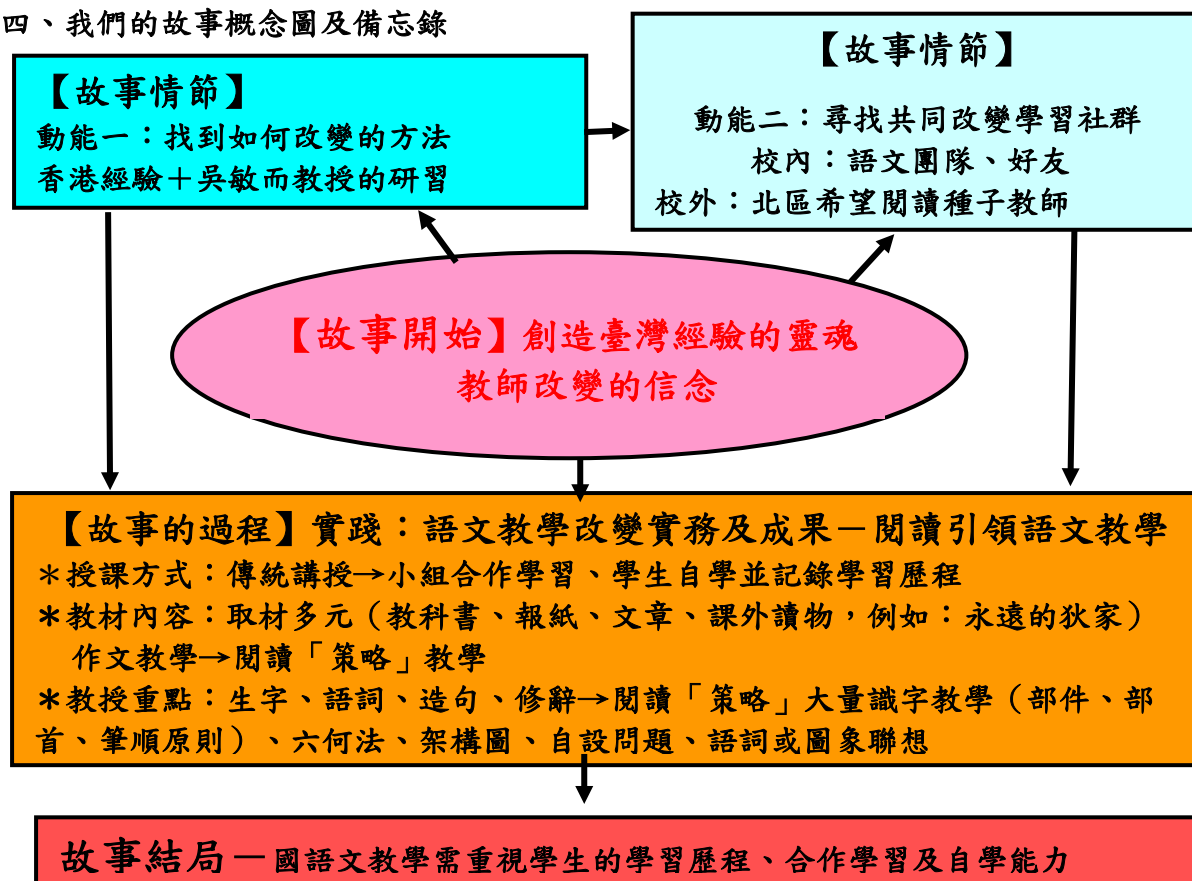 四、我們的故事概念圖及備忘錄
【故事情節】
動能一：找到如何改變的方法
香港經驗＋吳敏而教授的研習
【故事情節】
動能二：尋找共同改變學習社群
校內：語文團隊、好友
校外：北區希望閱讀種子教師
【故事開始】創造臺灣經驗的靈魂
教師改變的信念
【故事的過程】實踐：語文教學改變實務及成果－閱讀引領語文教學
＊授課方式：傳統講授→小組合作學習、學生自學並記錄學習歷程
＊教材內容：取材多元（教科書、報紙、文章、課外讀物，例如：永遠的狄家）
作文教學→閱讀「策略」教學
＊教授重點：生字、語詞、造句、修辭→閱讀「策略」大量識字教學（部件、部
首、筆順原則）、六何法、架構圖、自設問題、語詞或圖象聯想
故事結局－國語文教學需重視學生的學習歷程、合作學習及自學能力